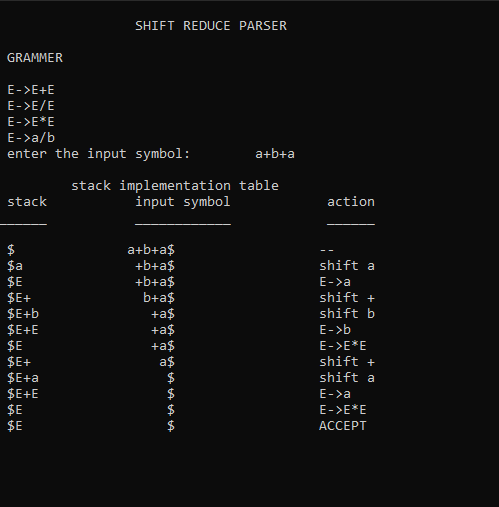 SHIFT REDUCE PARSER
GRAMMER
E->E+E
E->E/E
E->E*E
E->a/b
enter the input symbol: a+b+a
stack implementation table
stack input symbol action
______ ____________ ______
$ a+b+a$ --
$a +b+a$ shift a
$E +b+a$ E->a
$E+ b+a$ shift +
$E+b +a$ shift b
$E+E +a$ E->b
$E +a$ E->E*E
$E+ a$ shift +
$E+a $ shift a
$E+E $ E->a
$E $ E->E*E
$E $ ACCEPT